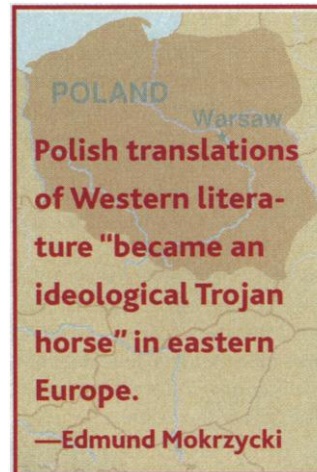 POLAND
Warsaw
Polish translations
of Western litera-
ture "became an
ideological Trojan
horse" in eastern
Europe.
—Edmund Mokrzycki